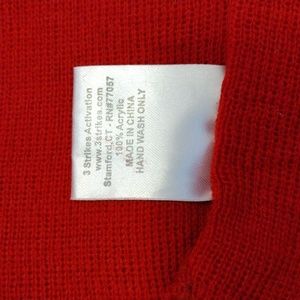 3 Strikes Activation
www.3strikes.com
Stamford,CT - RN#77057
100% Acrylic
MADE IN CHINA
HAND WASH ONLY